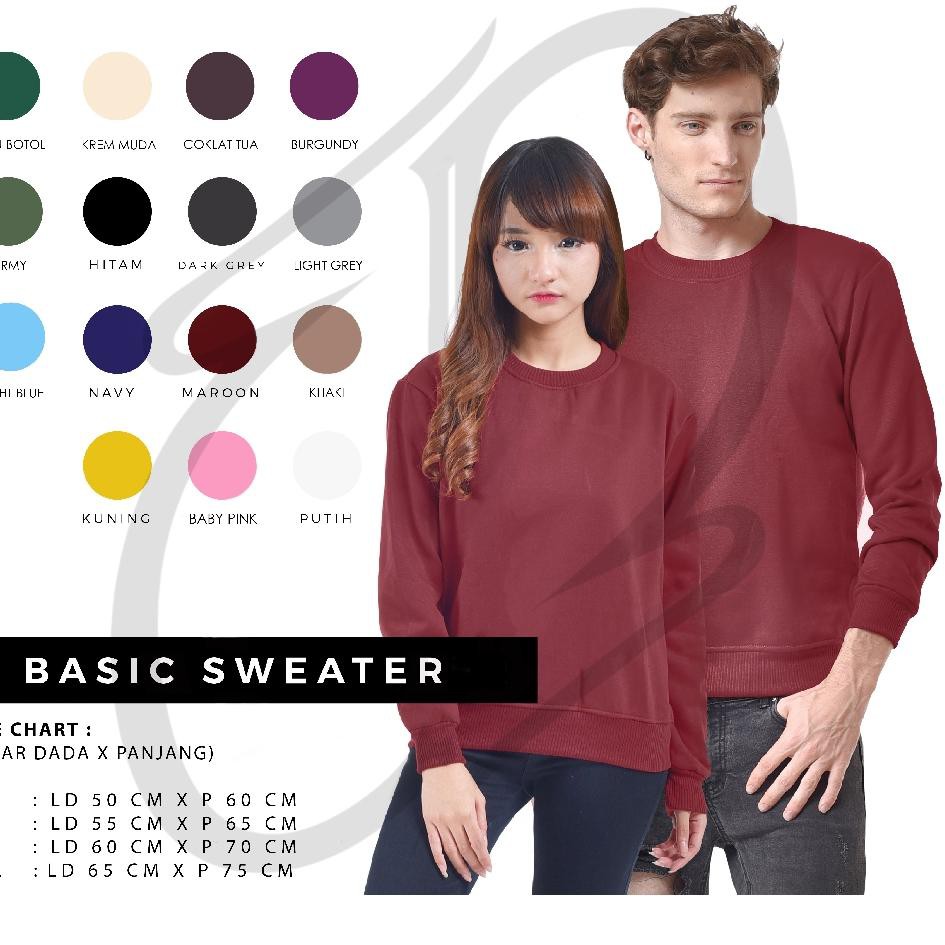 BOTOL KREM MUDA COKLAT TUA BURGUNDY
RMY HITAM DARK GREY LIGHT GREY
HT BLUE NAVY MAROON KHAKI
KUNING BABY PINK PUTIH
BASIC SWEATER
E CHART :
AR DADA X PANJANG)
: LD 50 CM X P 60 CM
: LD 55 CM X P 65 CM
: LD 60 CM X P 70 CM
: LD 65 CM X P 75 CM